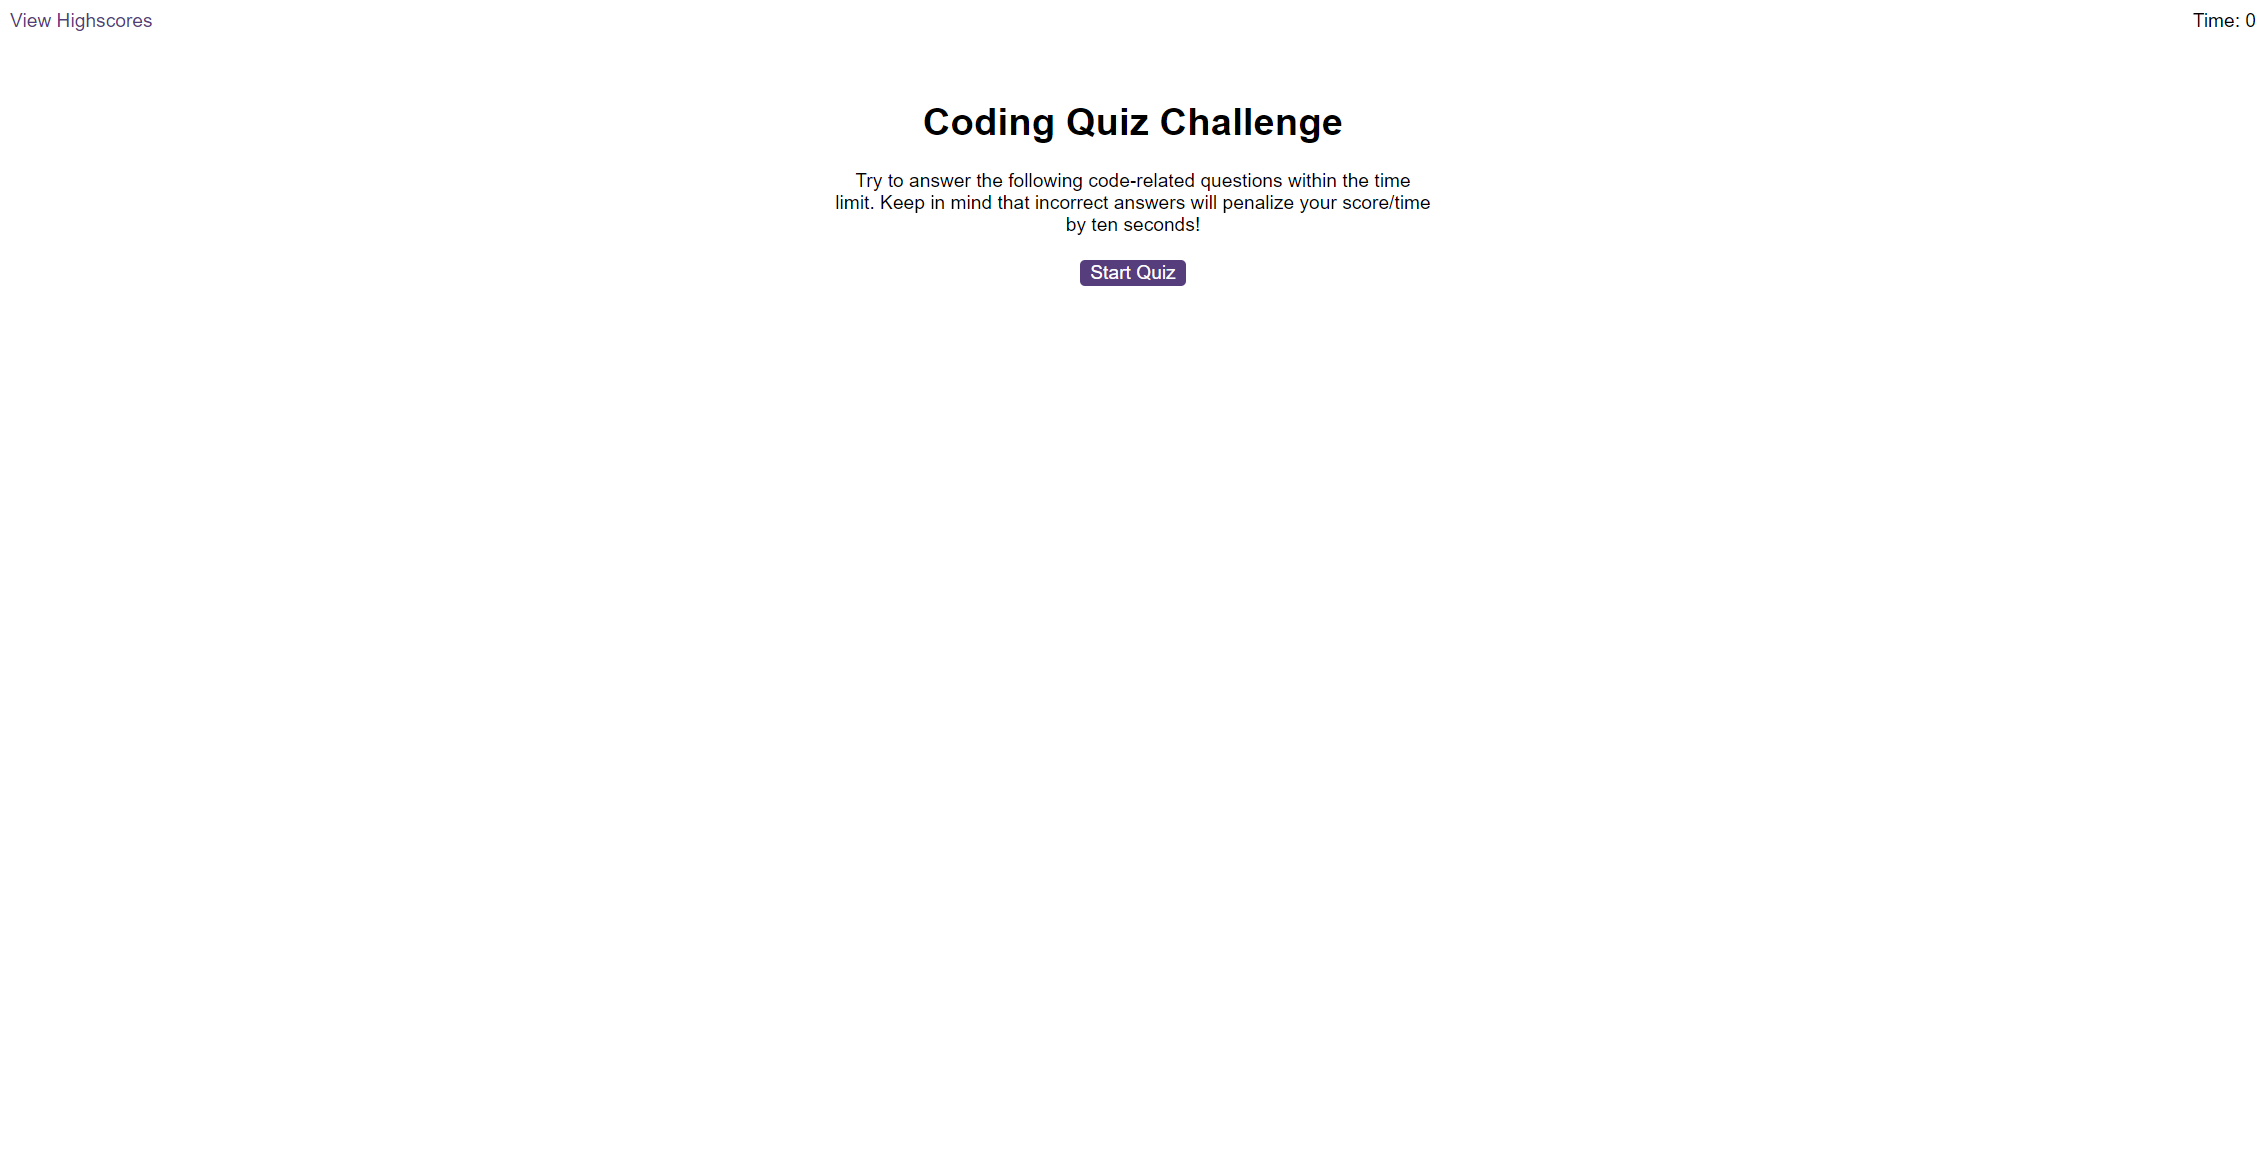 View Highscores
Time: 0
Coding Quiz Challenge
Try to answer the following code-related questions within the time
limit. Keep in mind that incorrect answers will penalize your score/time
by ten seconds!
Start Quiz